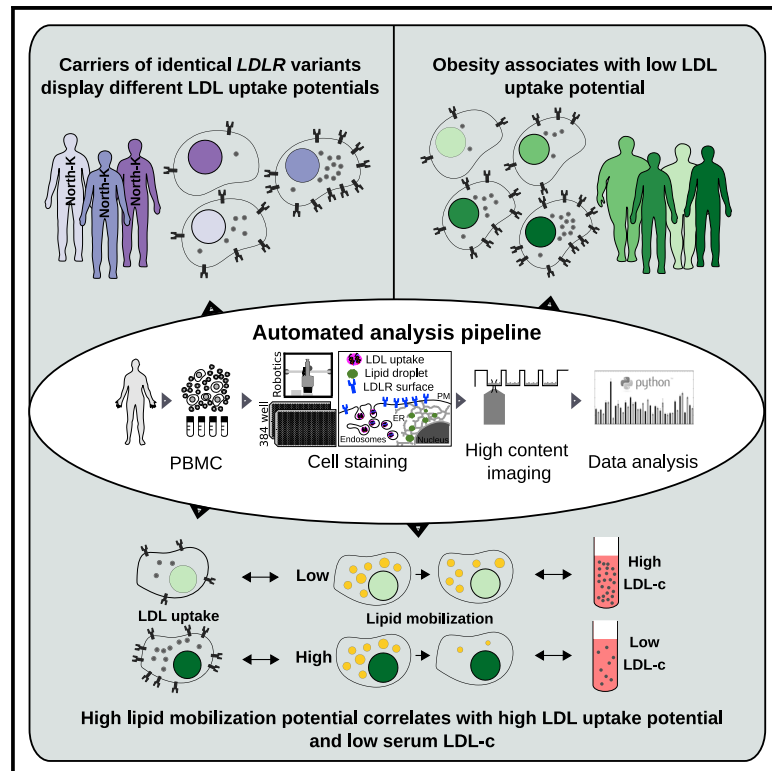 Carriers of identical LDLR variants
display different LDL uptake potentials
Obesity associates with low LDL
uptake potential
North-K
North-K
North-K
Automated analysis pipeline
Robotics
384 well
LDL uptake
Lipid droplet
LDLR surface
PM
ER
Endosomes
Nucleus
python
PBMC
Cell staining
High content
imaging
Data analysis
LDL uptake
Low
High
Lipid mobilization
High
LDL-c
Low
LDL-c
High lipid mobilization potential correlates with high LDL uptake potential
and low serum LDL-c